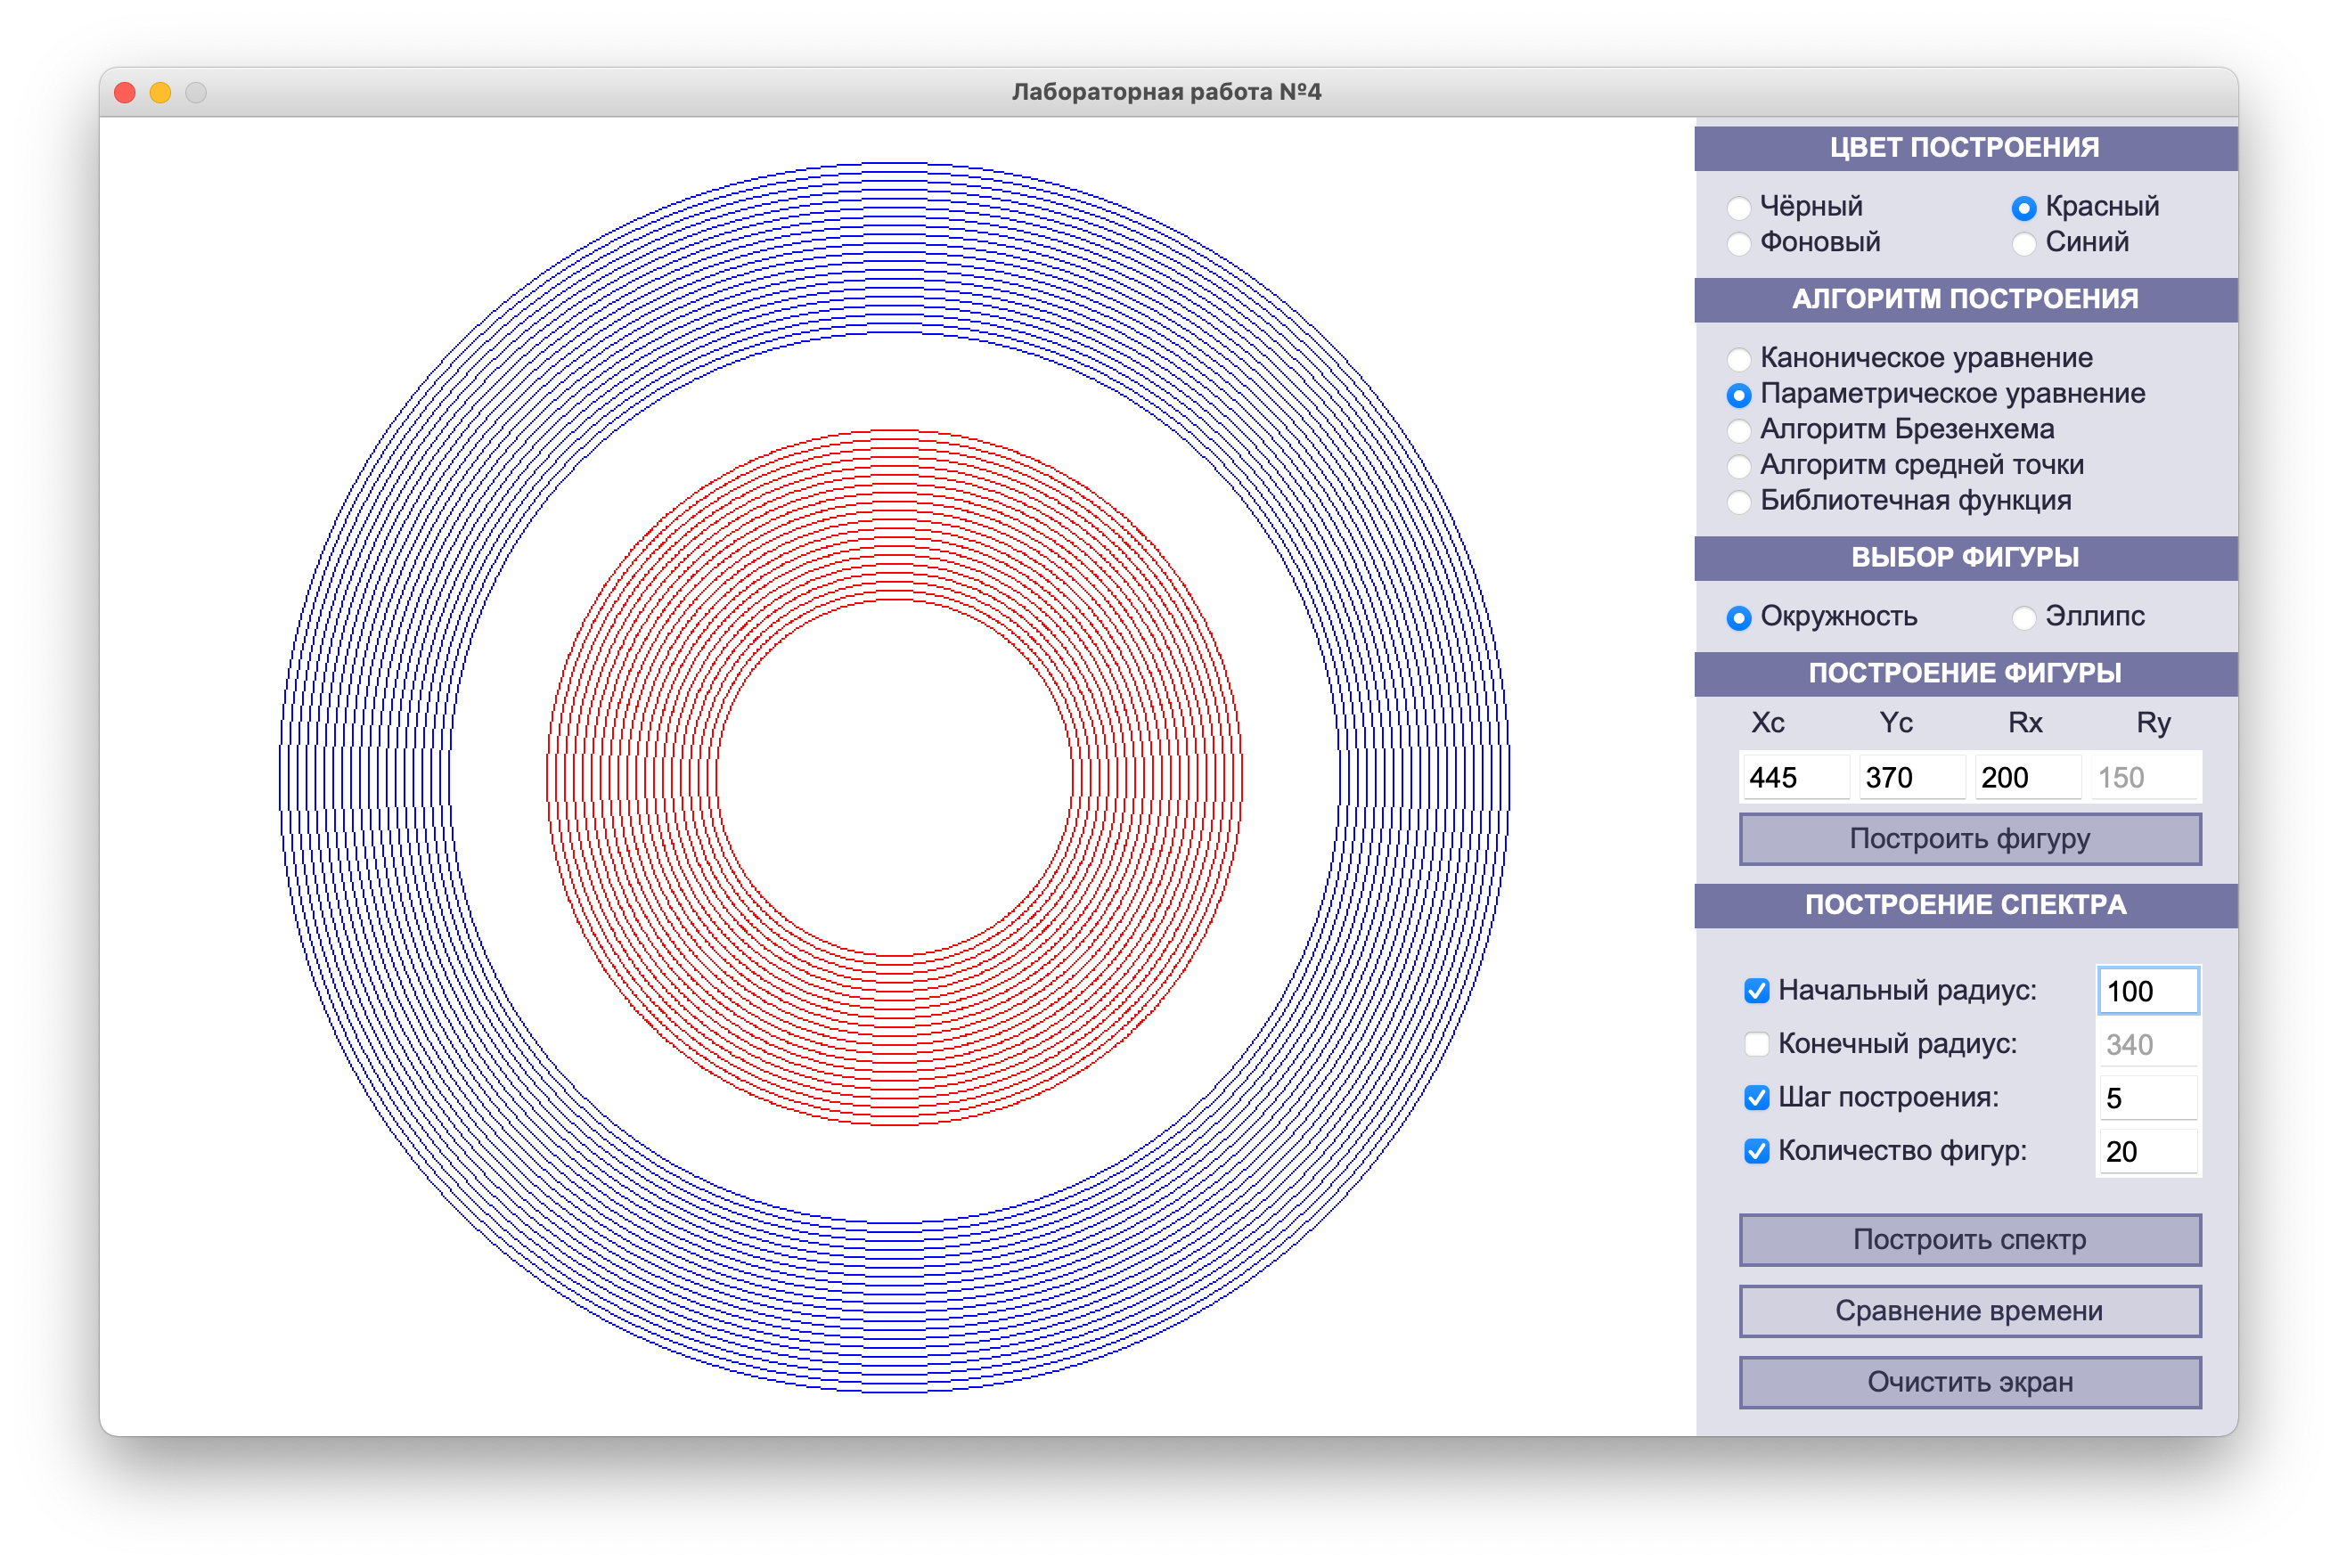 Лабораторная работа №4
ЦВЕТ ПОСТРОЕНИЯ
Чёрный Красный
Фоновый Синий
АЛГОРИТМ ПОСТРОЕНИЯ
Каноническое уравнение
Параметрическое уравнение
Алгоритм Брезенхема
Алгоритм средней точки
Библиотечная функция
ВЫБОР ФИГУРЫ
Окружность Эллипс
ПОСТРОЕНИЕ ФИГУРЫ
Xc Yc Rx Ry
445 370 200 150
Построить фигуру
ПОСТРОЕНИЕ СПЕКТРА
Начальный радиус: 100
Конечный радиус: 340
Шаг построения: 5
Количество фигур: 20
Построить спектр
Сравнение времени
Очистить экран